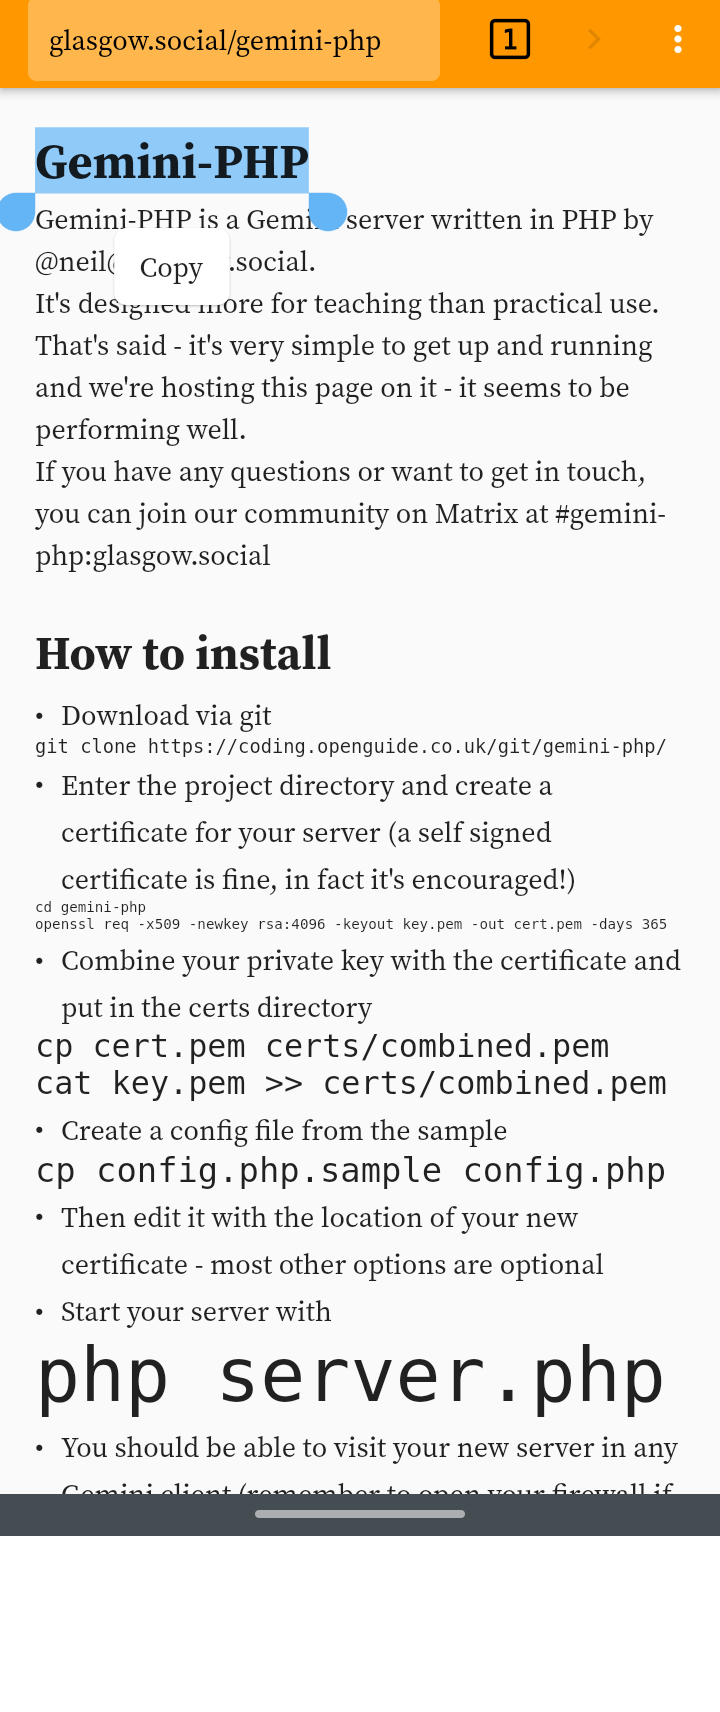 glasgow.social/gemini-php
1
Gemini-PHP
Gemini-PHP is a Gemini server written in PHP by
@neil@ .social.
Copy
It's designed more for teaching than practical use.
That's said - it's very simple to get up and running
and we're hosting this page on it - it seems to be
performing well.
If you have any questions or want to get in touch,
you can join our community on Matrix at #gemini-
php:glasgow.social
How to install
• Download via git
git clone https://coding.openguide.co.uk/git/gemini-php/
• Enter the project directory and create a
certificate for your server (a self signed
certificate is fine, in fact it's encouraged!)
cd gemini-php
openssl req -x509 -newkey rsa:4096 -keyout key.pem -out cert.pem -days 365
• Combine your private key with the certificate and
put in the certs directory
cp cert.pem certs/combined.pem
cat key.pem >> certs/combined.pem
• Create a config file from the sample
cp config.php.sample config.php
• Then edit it with the location of your new
certificate - most other options are optional
• Start your server with
php server.php
• You should be able to visit your new server in any
Gemini client (remember to open your firewall if